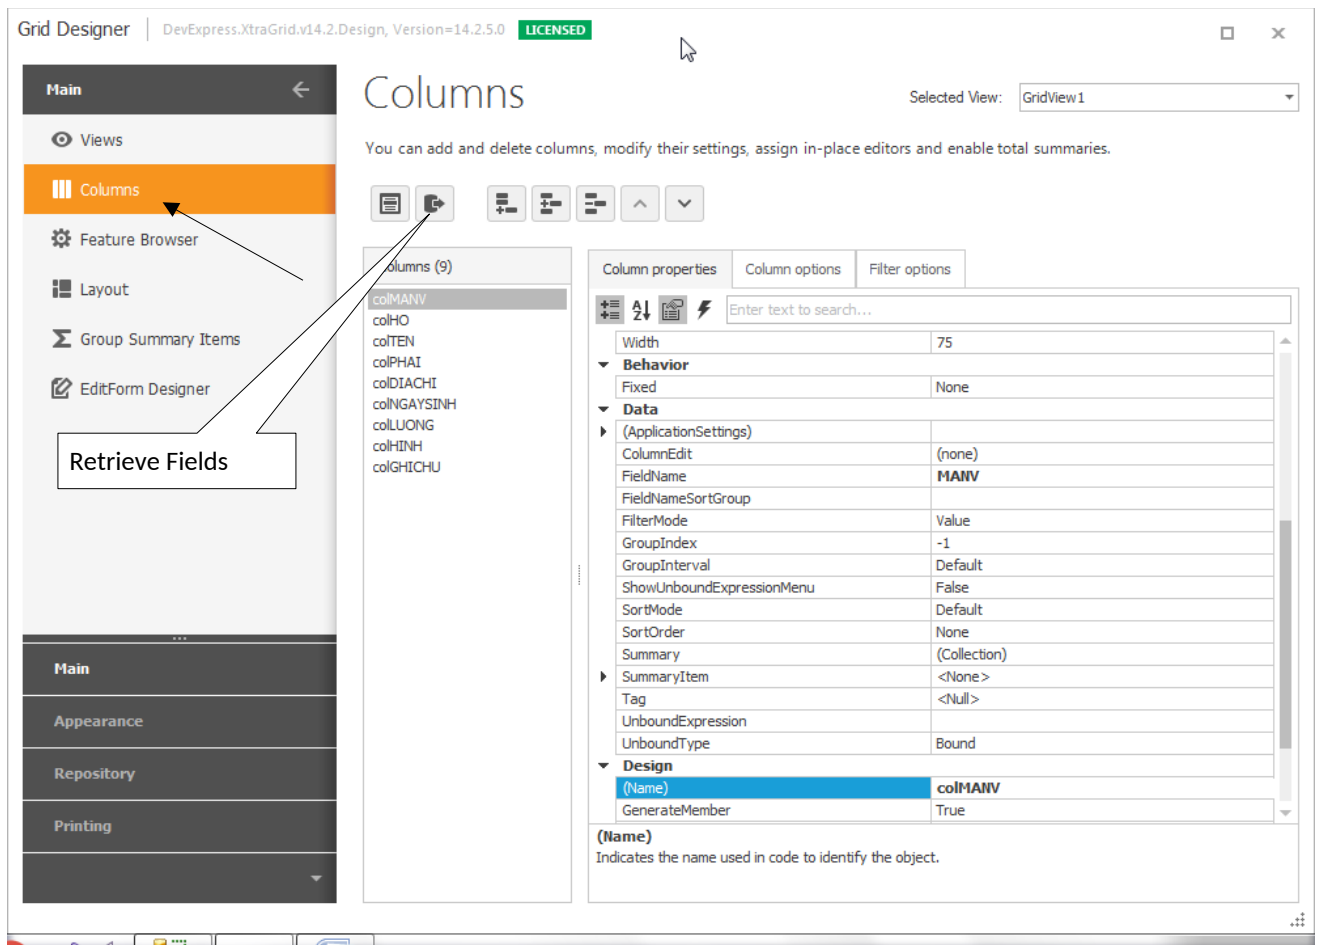 Grid Designer DevExpress.XtraGrid.v14.2.Design, Version=14.2.5.0 LICENSED
Main
Views
Columns
Feature Browser
Layout
Group Summary Items
EditForm Designer
Retrieve Fields
Main
Appearance
Repository
Printing
Columns
Selected View: GridView1
You can add and delete columns, modify their settings, assign in-place editors and enable total summaries.
Columns (9)
colMANV
colHO
colTEN
colPHAI
colDIACHI
colNGAYSINH
colLUONG
colHINH
colGHICHU
Column properties Column options Filter options
Enter text to search...
Width 75
Behavior
Fixed None
Data
(ApplicationSettings)
ColumnEdit (none)
FieldName MANV
FieldNameSortGroup
FilterMode Value
GroupIndex -1
GroupInterval Default
ShowUnboundExpressionMenu False
SortMode Default
SortOrder None
Summary (Collection)
SummaryItem <None>
Tag <Null>
UnboundExpression
UnboundType Bound
Design
(Name) colMANV
GenerateMember True
(Name)
Indicates the name used in code to identify the object.